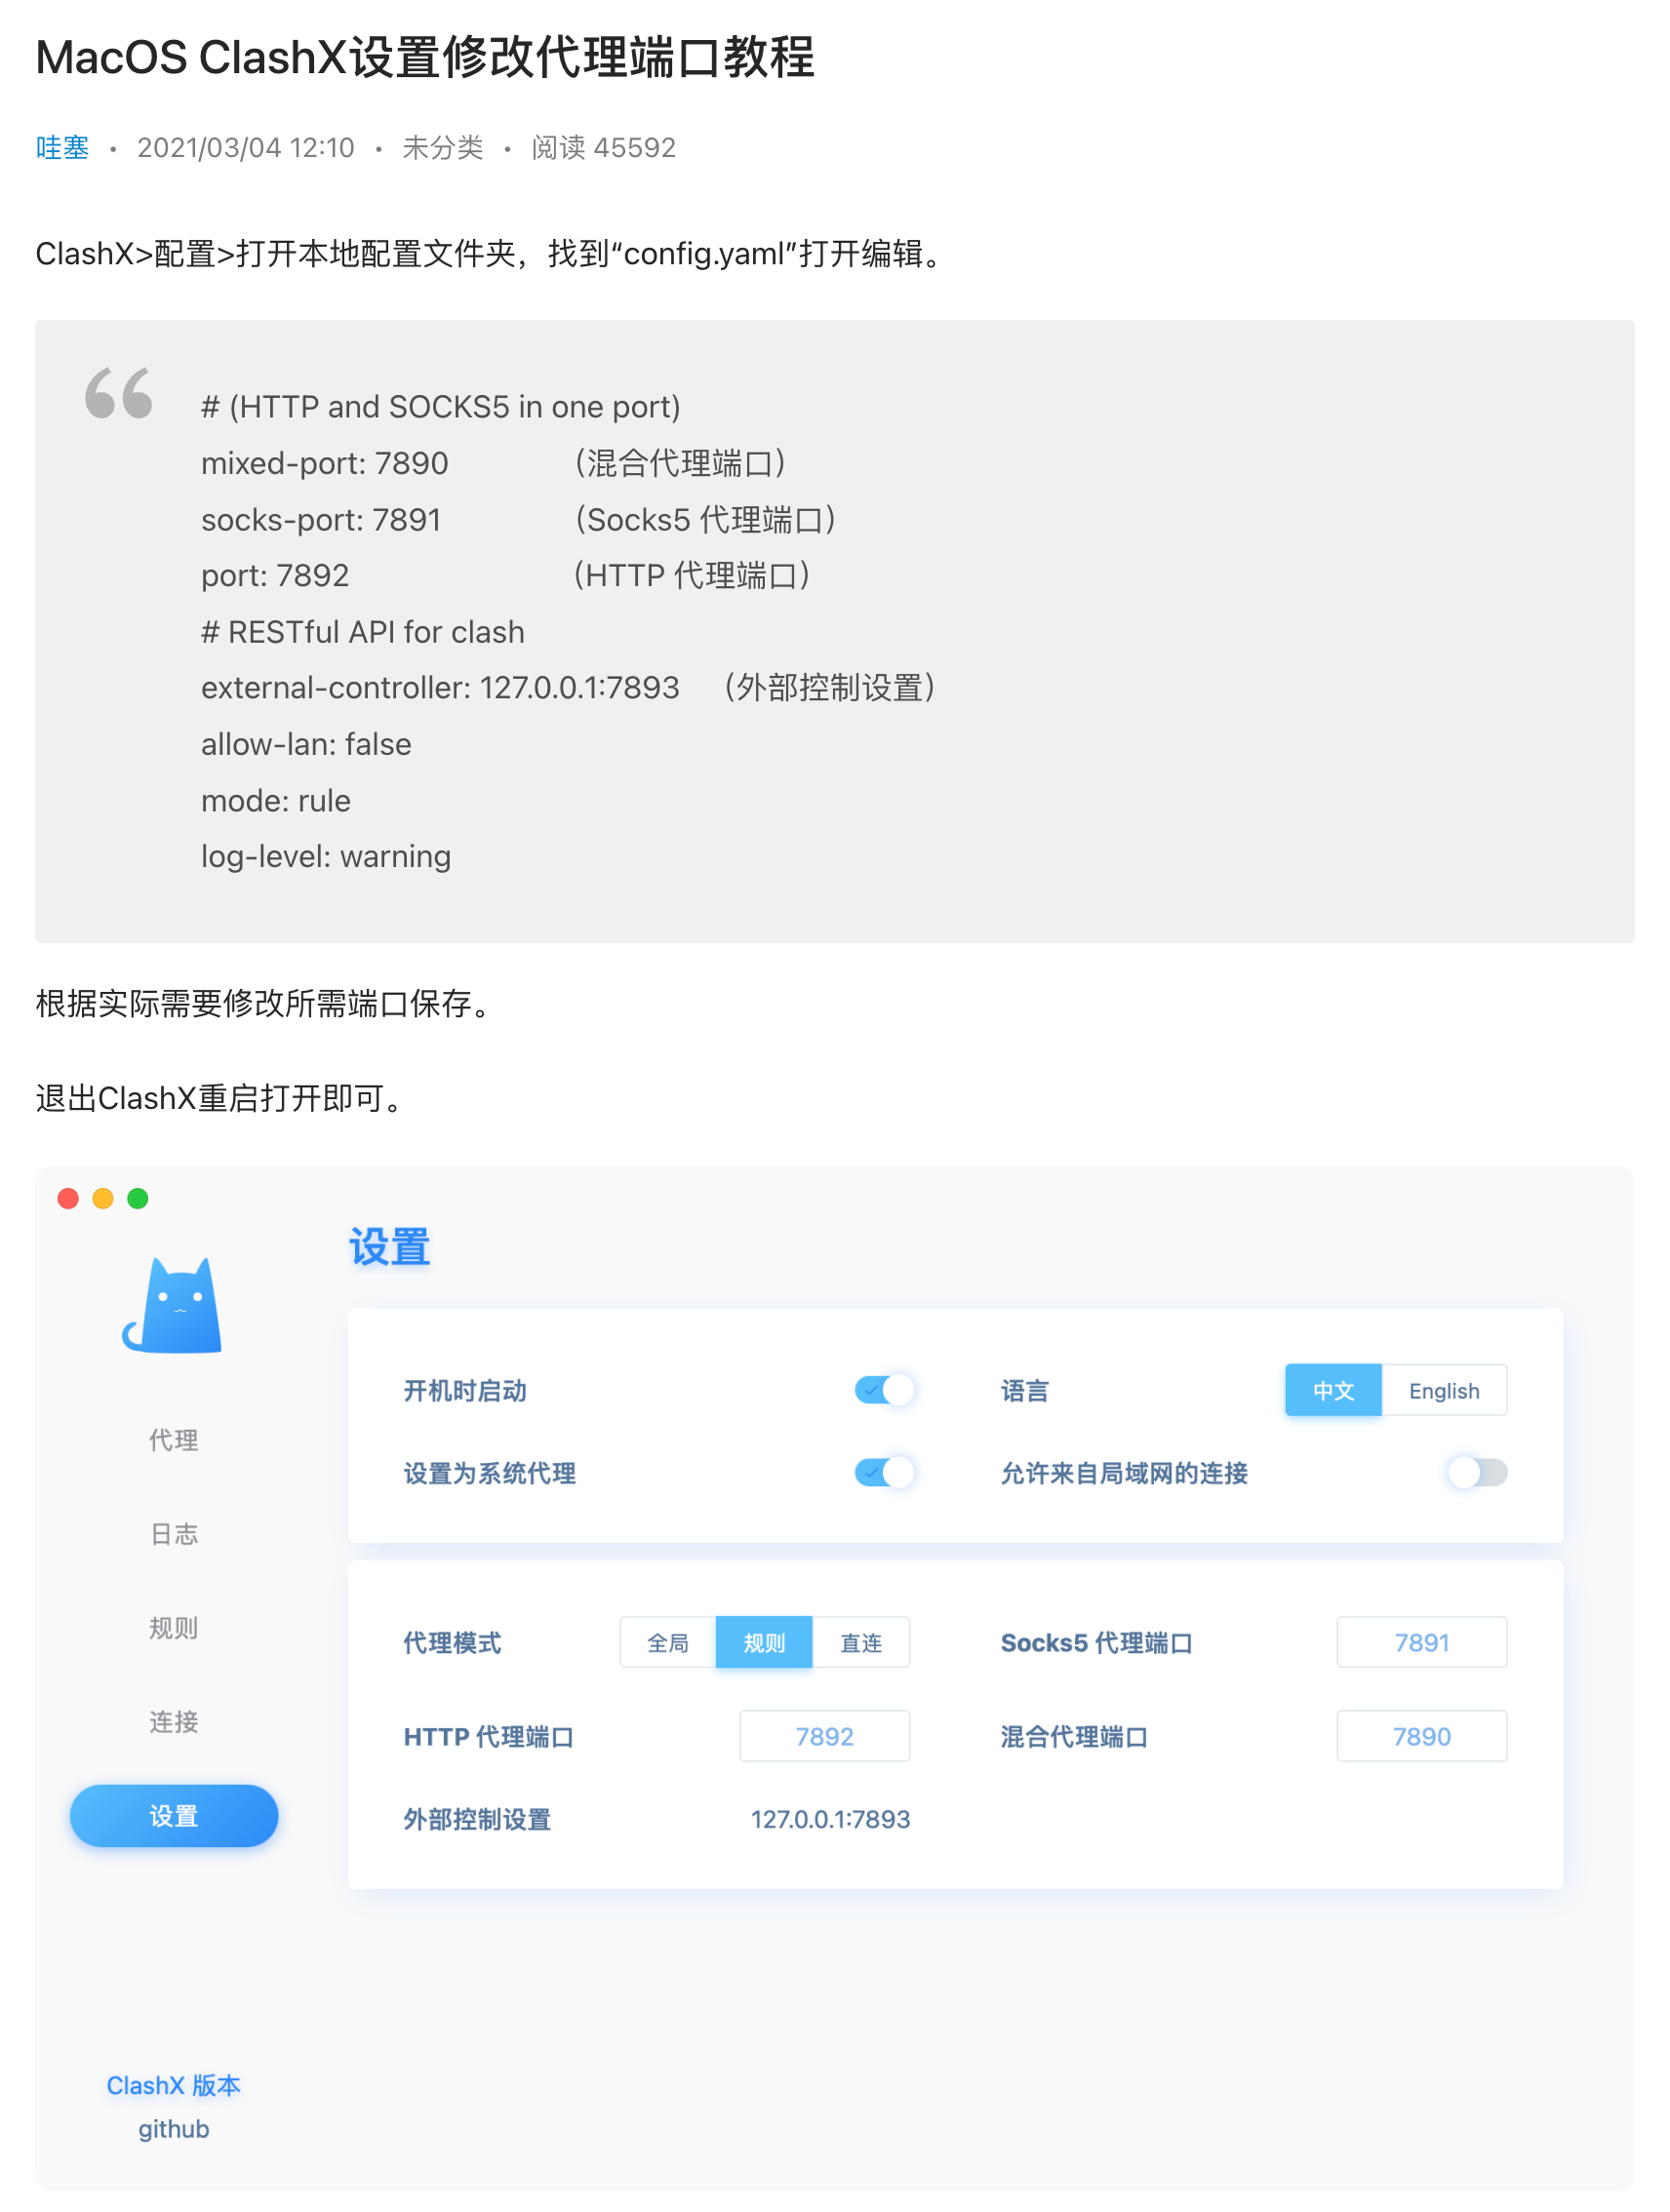 MacOS ClashX设置修改代理端口教程
哇塞 • 2021/03/04 12:10 • 未分类 • 阅读 45592
ClashX>配置>打开本地配置文件夹，找到“config.yaml”打开编辑。
# (HTTP and SOCKS5 in one port)
mixed-port: 7890 （混合代理端口）
socks-port: 7891 （Socks5 代理端口）
port: 7892 （HTTP 代理端口）
# RESTful API for clash
external-controller: 127.0.0.1:7893 （外部控制设置）
allow-lan: false
mode: rule
log-level: warning
根据实际需要修改所需端口保存。
退出ClashX重启打开即可。
设置
开机时启动 语言 中文 English
设置为系统代理 允许来自局域网的连接
代理
日志
规则
连接
设置
代理模式 全局 规则 直连 Socks5 代理端口 7891
HTTP 代理端口 7892 混合代理端口 7890
外部控制设置 127.0.0.1:7893
ClashX 版本
github